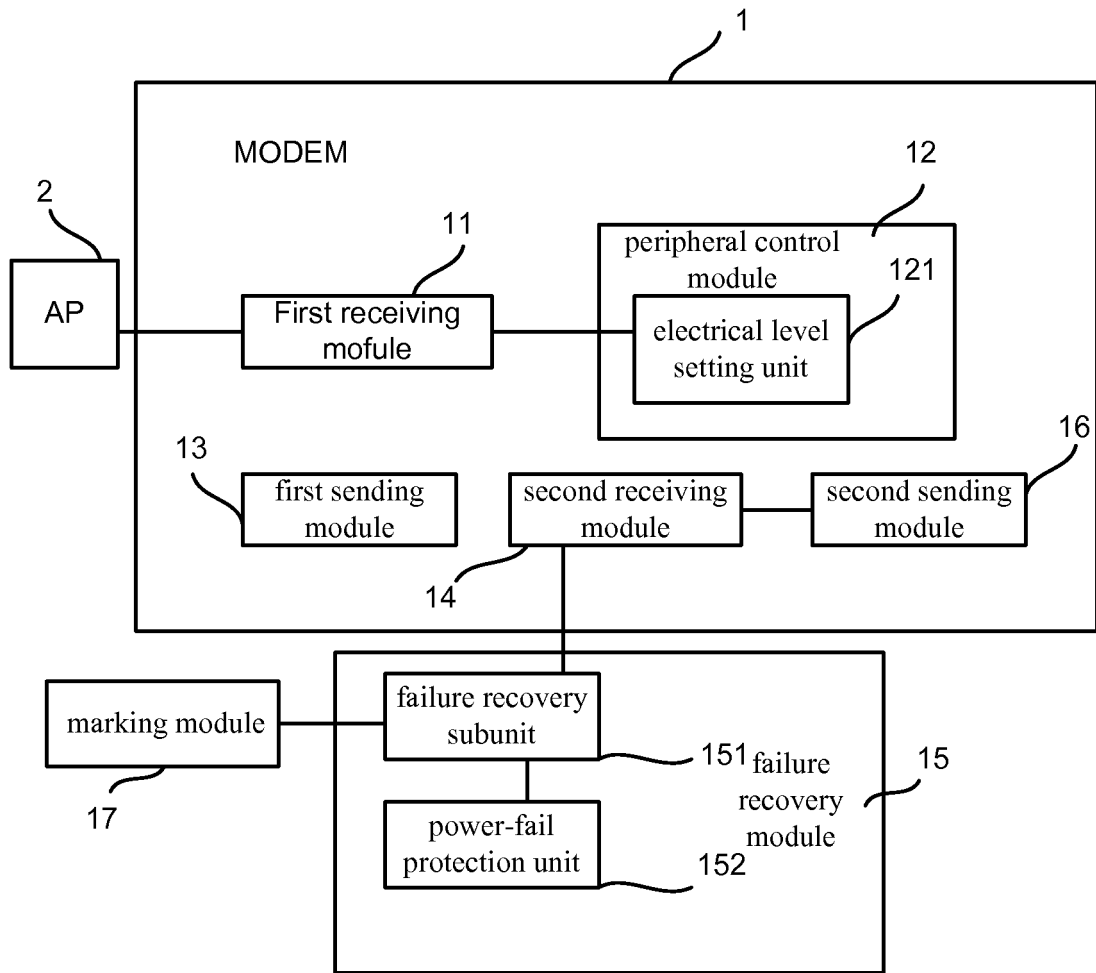 1
MODEM
12
2
11
peripheral control
module
121
AP
First receiving
mofule
electrical level
setting unit
13
16
first sending
module
second receiving
module
second sending
module
14
marking module
failure recovery
subunit
17
151
failure
recovery
module
15
power-fail
protection unit
152